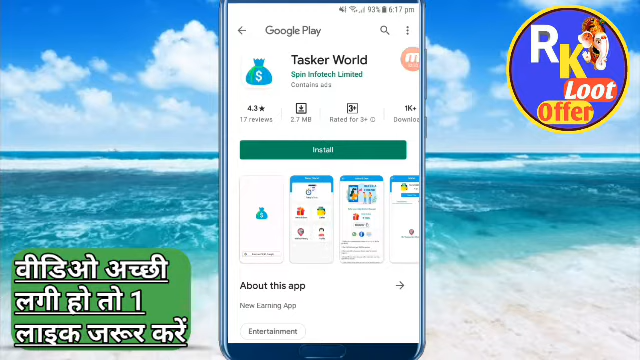 93% 6:17 pm
Google Play
Tasker World
Spin Infotech Limited
Contains ads
4.3★
17 reviews
2.7 MB
3+
Rated for 3+
1K+
Downloa
Install
About this app
New Earning App
Entertainment
RK
Loot
Offer
वीडिओ अच्छी
लगी हो तो 1
लाइक जरूर करें